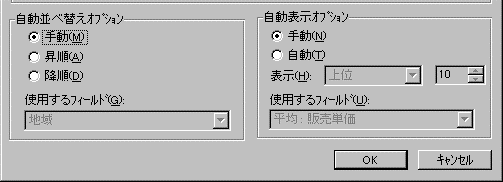 自動並べ替えオプション
手動(M)
昇順(A)
降順(D)
使用するフィールド(G):
地域
自動表示オプション
手動(N)
自動(T)
表示(H): 上位 10
使用するフィールド(U):
平均 : 販売単価
OK キャンセル